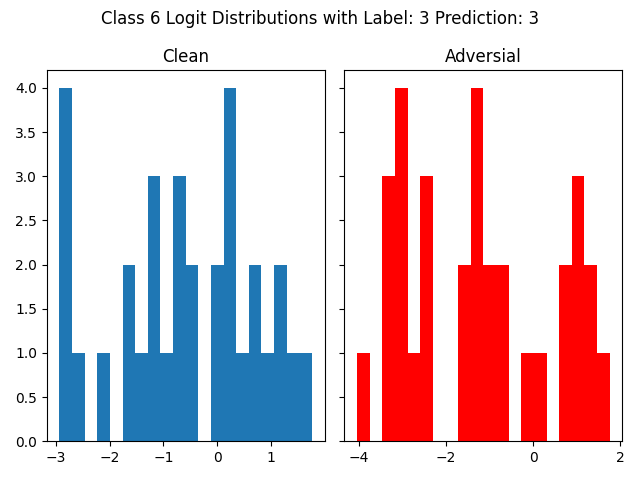 Class 6 Logit Distributions with Label: 3 Prediction: 3
Clean
Adversial
4.0
3.5
3.0
2.5
2.0
1.5
1.0
0.5
0.0
−3 −2 −1 0 1
−4 −2 0 2